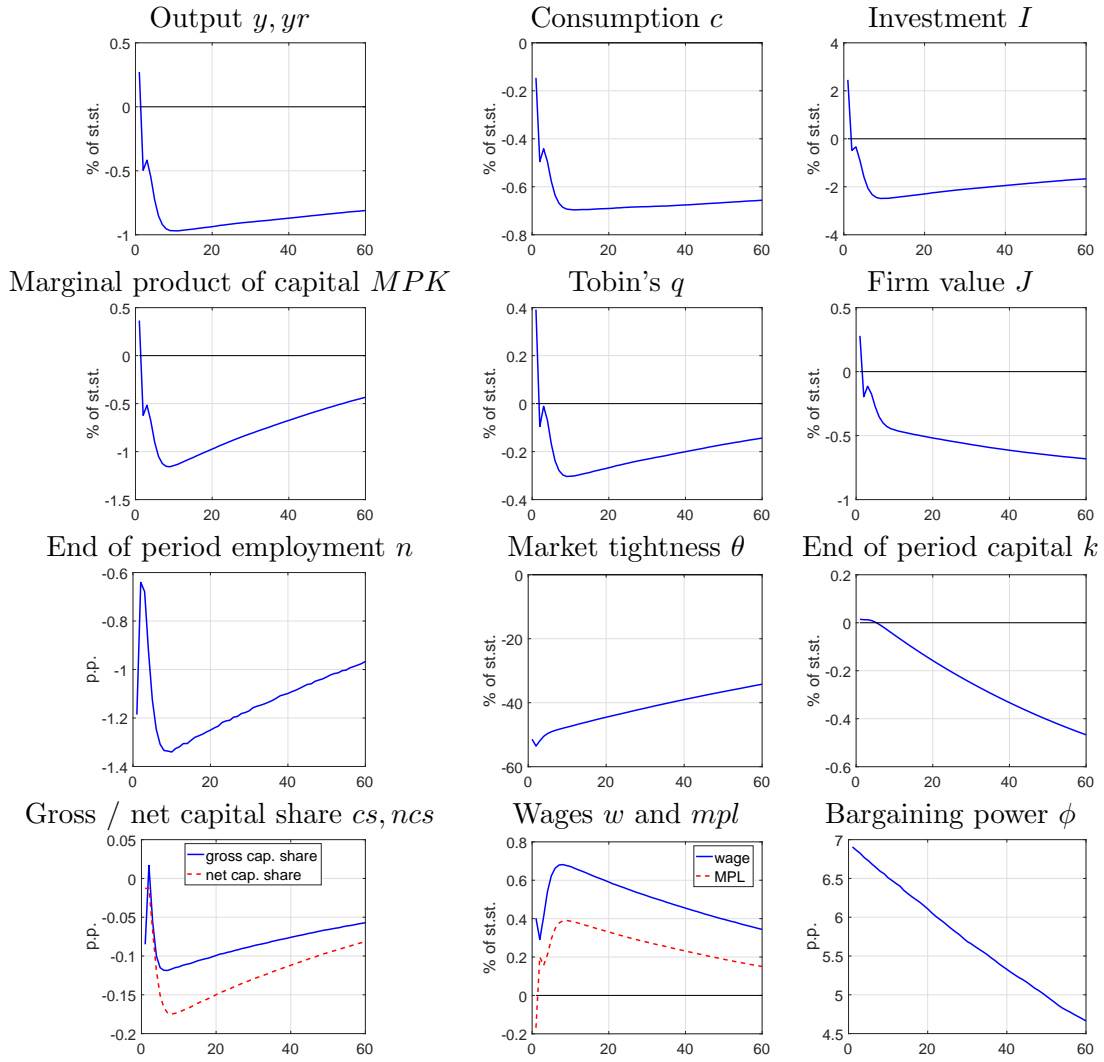 Output y, yr
0.5
0
-0.5
-1
0 20 40 60
% of st.st.
Consumption c
0
-0.2
-0.4
-0.6
-0.8
0 20 40 60
% of st.st.
Investment I
4
2
0
-2
-4
0 20 40 60
% of st.st.
Marginal product of capital MPK
0.5
0
-0.5
-1
-1.5
0 20 40 60
% of st.st.
Tobin's q
0.4
0.2
0
-0.2
-0.4
0 20 40 60
% of st.st.
Firm value J
0.5
0
-0.5
-1
0 20 40 60
% of st.st.
End of period employment n
-0.6
-0.8
-1
-1.2
-1.4
0 20 40 60
p.p.
Market tightness θ
0
-20
-40
-60
0 20 40 60
% of st.st.
End of period capital k
0.2
0
-0.2
-0.4
-0.6
0 20 40 60
% of st.st.
Gross / net capital share cs, ncs
0.05
0
-0.05
-0.1
-0.15
-0.2
0 20 40 60
p.p.
gross cap. share
net cap. share
Wages w and mpl
0.8
0.6
0.4
0.2
0
-0.2
0 20 40 60
% of st.st.
wage
MPL
Bargaining power ϕ
7
6.5
6
5.5
5
4.5
0 20 40 60
p.p.